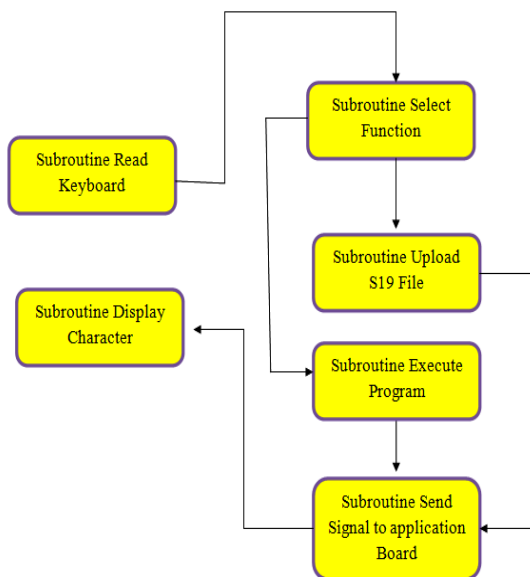 Subroutine Select
Function
Subroutine Read
Keyboard
Subroutine Upload
S19 File
Subroutine Display
Character
Subroutine Execute
Program
Subroutine Send
Signal to application
Board